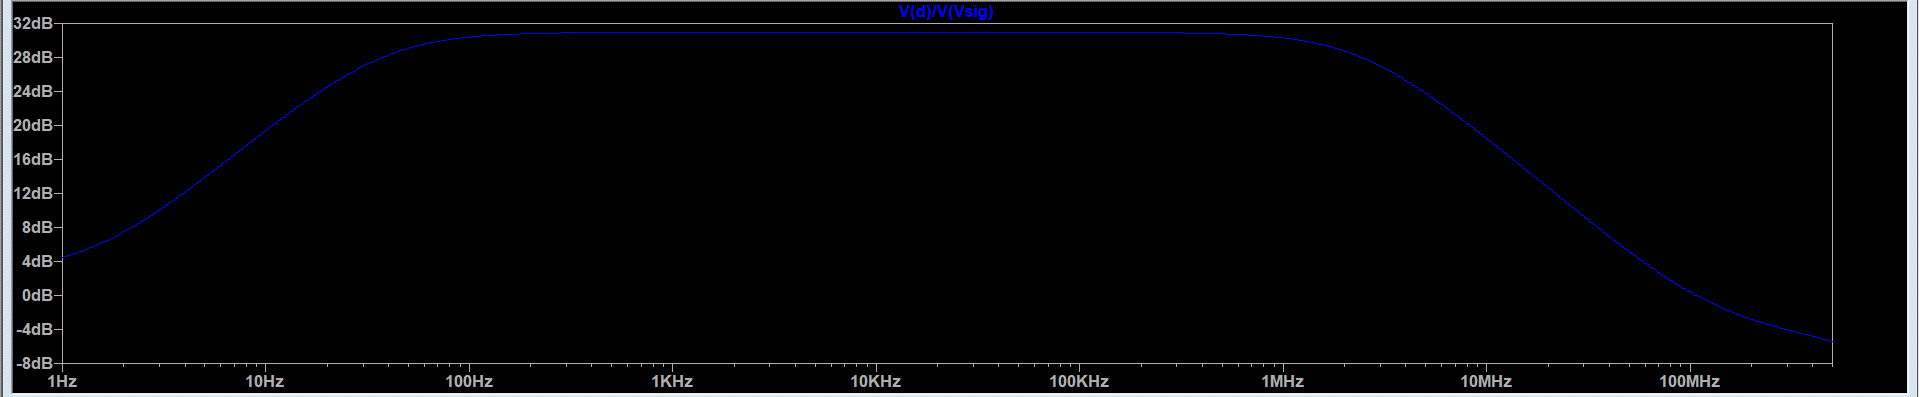 V(d)/V(Vsig)
32dB
28dB
24dB
20dB
16dB
12dB
8dB
4dB
0dB
-4dB
-8dB
1Hz 10Hz 100Hz 1KHz 10KHz 100KHz 1MHz 10MHz 100MHz